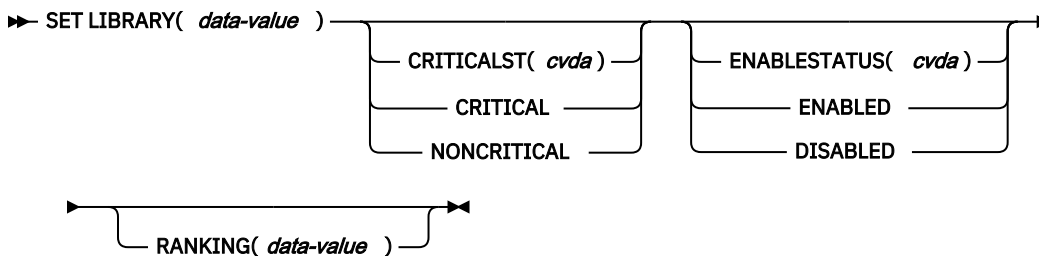 SET LIBRARY( data-value )
CRITICALST( cvda )
CRITICAL
NONCRITICAL
ENABLESTATUS( cvda )
ENABLED
DISABLED
RANKING( data-value )